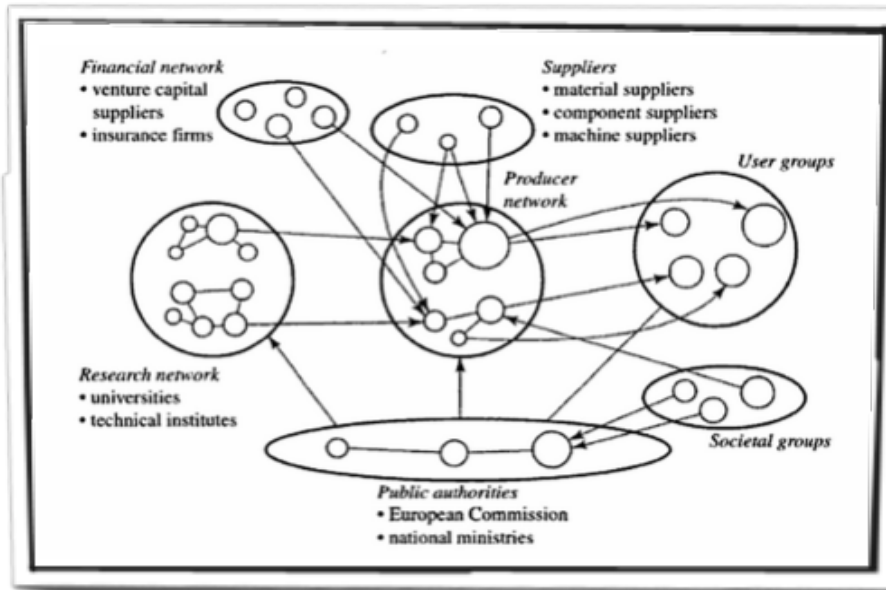 Financial network
• venture capital
suppliers
• insurance firms
Suppliers
• material suppliers
• component suppliers
• machine suppliers
User groups
Producer
network
Research network
• universities
• technical institutes
Societal groups
Public authorities
• European Commission
• national ministries